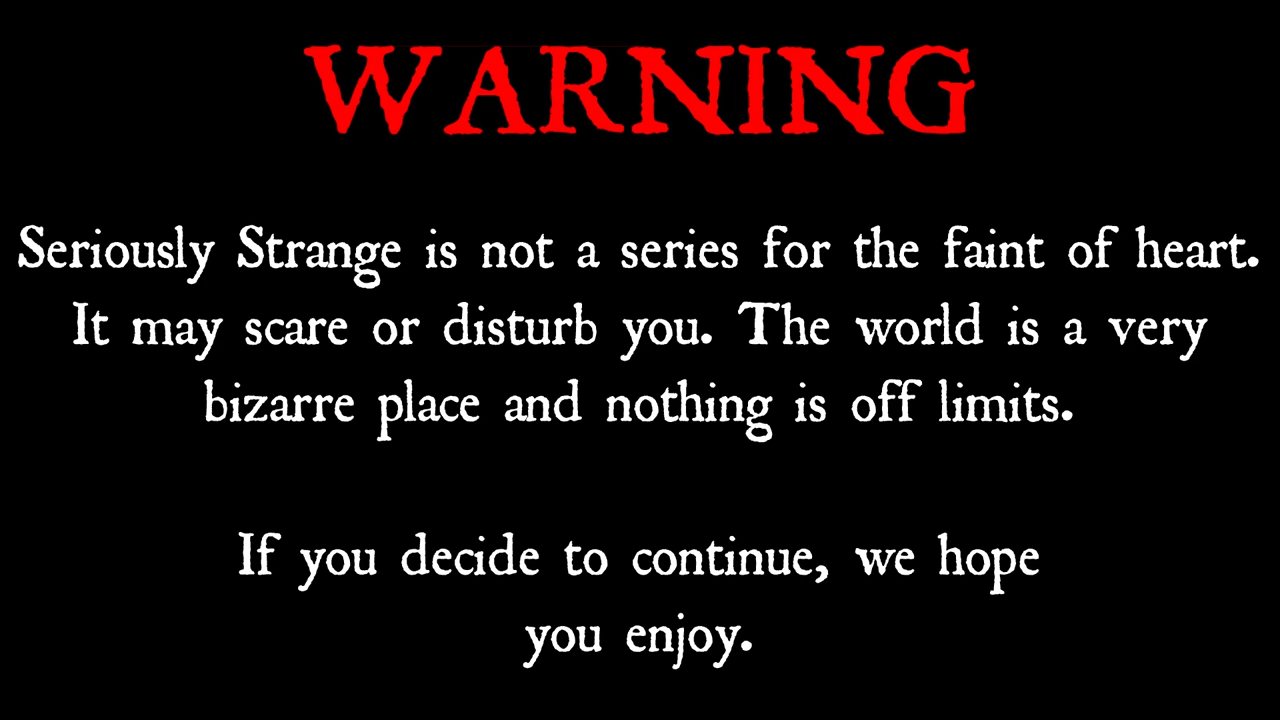 WARNING
Seriously Strange is not a series for the faint of heart.
It may scare or disturb you. The world is a very
bizarre place and nothing is off limits.
If you decide to continue, we hope
you enjoy.